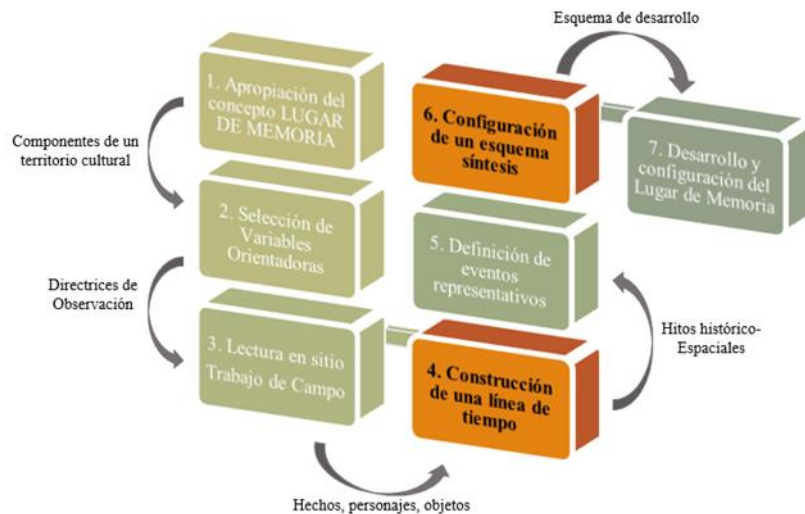 1. Apropiación del
concepto LUGAR
DE MEMORIA
Componentes de un
territorio cultural
2. Selección de
Variables
Orientadoras
Directrices de
Observación
3. Lectura en sitio
Trabajo de Campo
Hechos, personajes, objetos
4. Construcción
de una línea de
tiempo
Hitos histórico-
Espaciales
5. Definición de
eventos
representativos
6. Configuración
de un esquema
síntesis
Esquema de desarrollo
7. Desarrollo y
configuración del
Lugar de Memoria